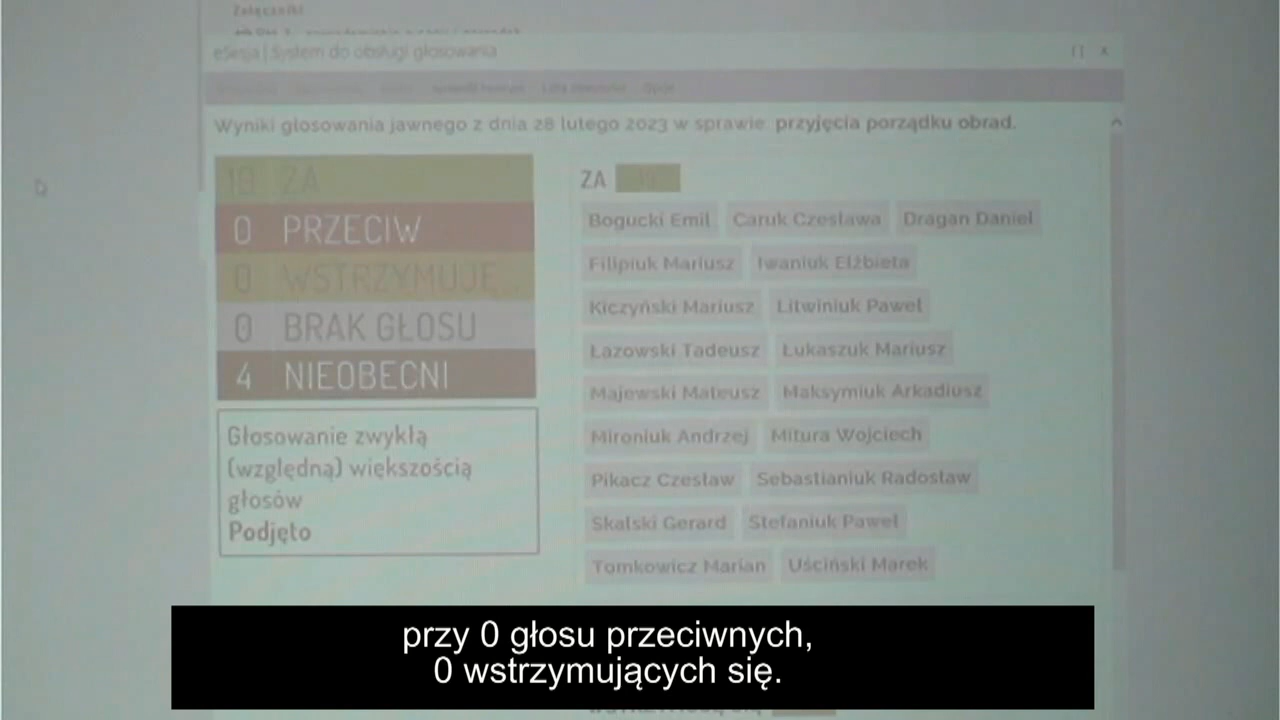 Załączniki
eSesja | System do obsługi głosowania
Wyniki głosowania jawnego z dnia 28 lutego 2023 w sprawie przyjęcia porządku obrad.
19 ZA
0 PRZECIW
0 WSTRZYMUJE
0 BRAK GŁOSU
4 NIEOBECNI
Głosowanie zwykłą
(względną) większością
głosów
Podjęto
ZA 19
Bogucki Emil Caruk Czesława Dragan Daniel
Filipiuk Mariusz Iwaniuk Elżbieta
Kiczyński Mariusz Litwiniuk Paweł
Łazowski Tadeusz Łukaszuk Mariusz
Majewski Mateusz Maksymiuk Arkadiusz
Mironiuk Andrzej Mitura Wojciech
Pikacz Czesław Sebastianiuk Radosław
Skalski Gerard Stefaniuk Paweł
Tomkowicz Marian Uściński Marek
przy 0 głosu przeciwnych,
0 wstrzymujących się.